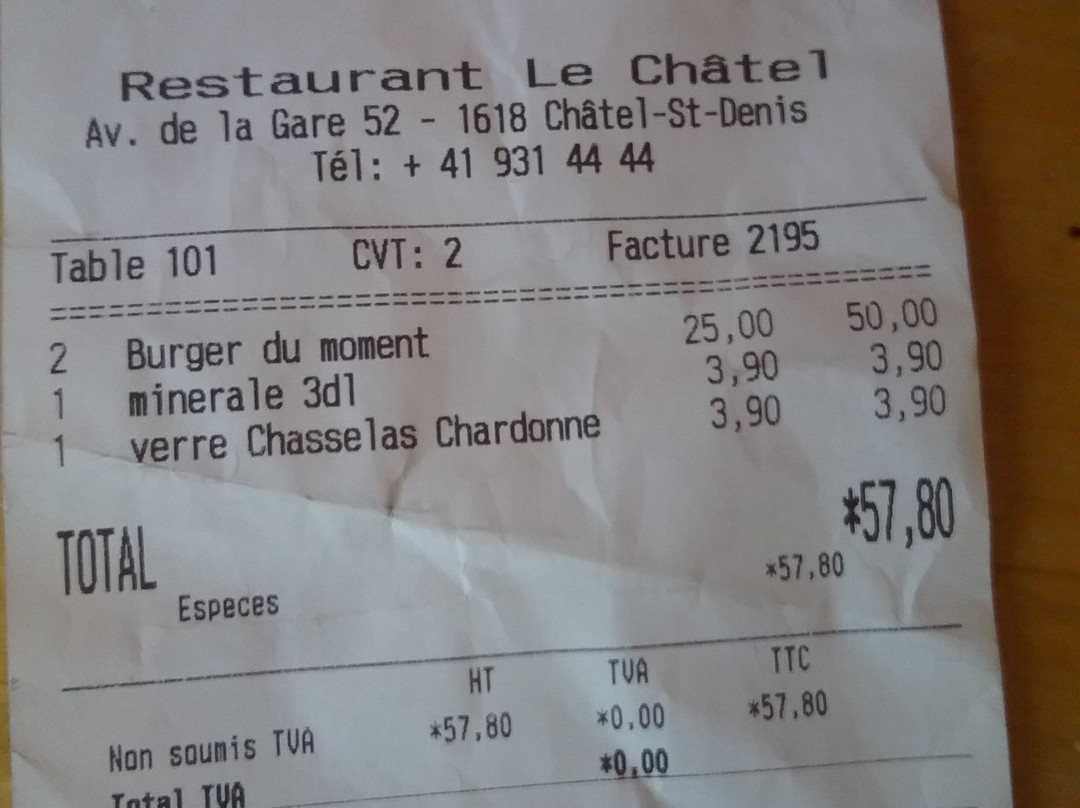 Restaurant Le Châtel
Av. de la Gare 52 - 1618 Châtel-St-Denis
Tél: + 41 931 44 44
Table 101 CVT: 2 Facture 2195
==================================================
2 Burger du moment 25,00 50,00
1 minerale 3dl 3,90 3,90
1 verre Chasselas Chardonne 3,90 3,90
TOTAL *57,80
Especes *57,80
HT TVA TTC
Non soumis TVA *57,80 *0,00 *57,80
Total TVA *0,00